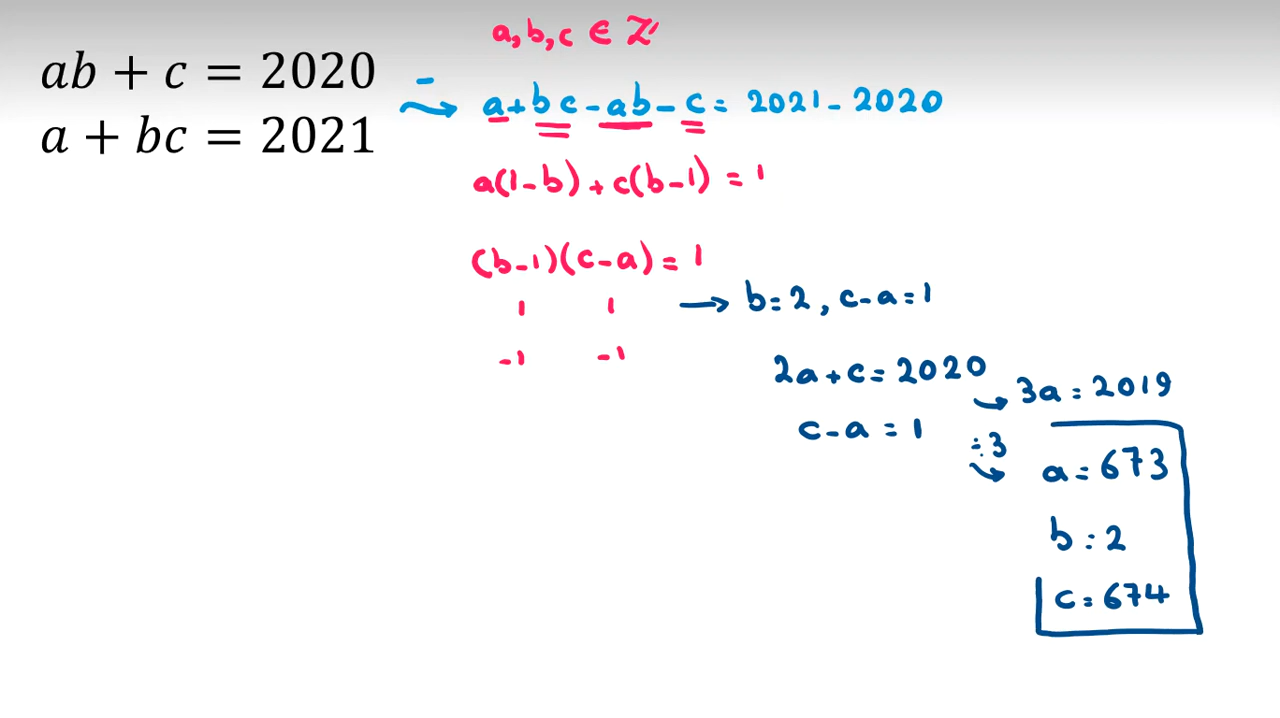 ab + c = 2020
a + bc = 2021
a, b, c ∈ ℤ
-
a + bc - ab - c = 2021 - 2020
a(1-b) + c(b-1) = 1
(b-1)(c-a) = 1
1 1 → b = 2, c-a = 1
-1 -1
2a + c = 2020
c - a = 1
3a = 2019
÷3
a = 673
b = 2
c = 674